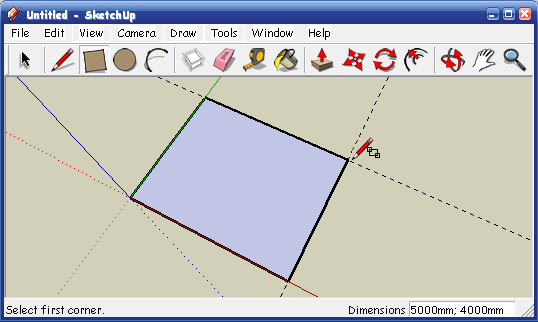 Untitled - SketchUp
File Edit View Camera Draw Tools Window Help
Select first corner. Dimensions 5000mm; 4000mm